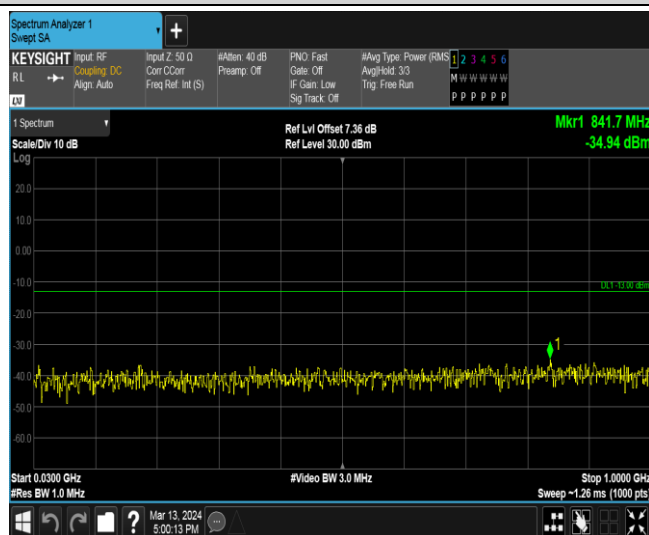 Spectrum Analyzer 1
Swept SA
KEYSIGHT
RL
LXI
Input: RF
Coupling: DC
Align: Auto
Input Z: 50 Ω
Corr CCorr
Freq Ref: Int (S)
#Atten: 40 dB
Preamp: Off
PNO: Fast
Gate: Off
IF Gain: Low
Sig Track: Off
#Avg Type: Power (RMS
Avg|Hold: 3/3
Trig: Free Run
1 2 3 4 5 6
M W W W W W
P P P P P P
1 Spectrum
Scale/Div 10 dB
Ref Lvl Offset 7.36 dB
Ref Level 30.00 dBm
Mkr1 841.7 MHz
-34.94 dBm
Log
20.0
10.0
0.00
-10.0
DL1 -13.00 dBm
-20.0
-30.0
1
-40.0
-50.0
-60.0
Start 0.0300 GHz
#Res BW 1.0 MHz
#Video BW 3.0 MHz
Stop 1.0000 GHz
Sweep ~1.26 ms (1000 pts)
?
Mar 13, 2024
5:00:13 PM